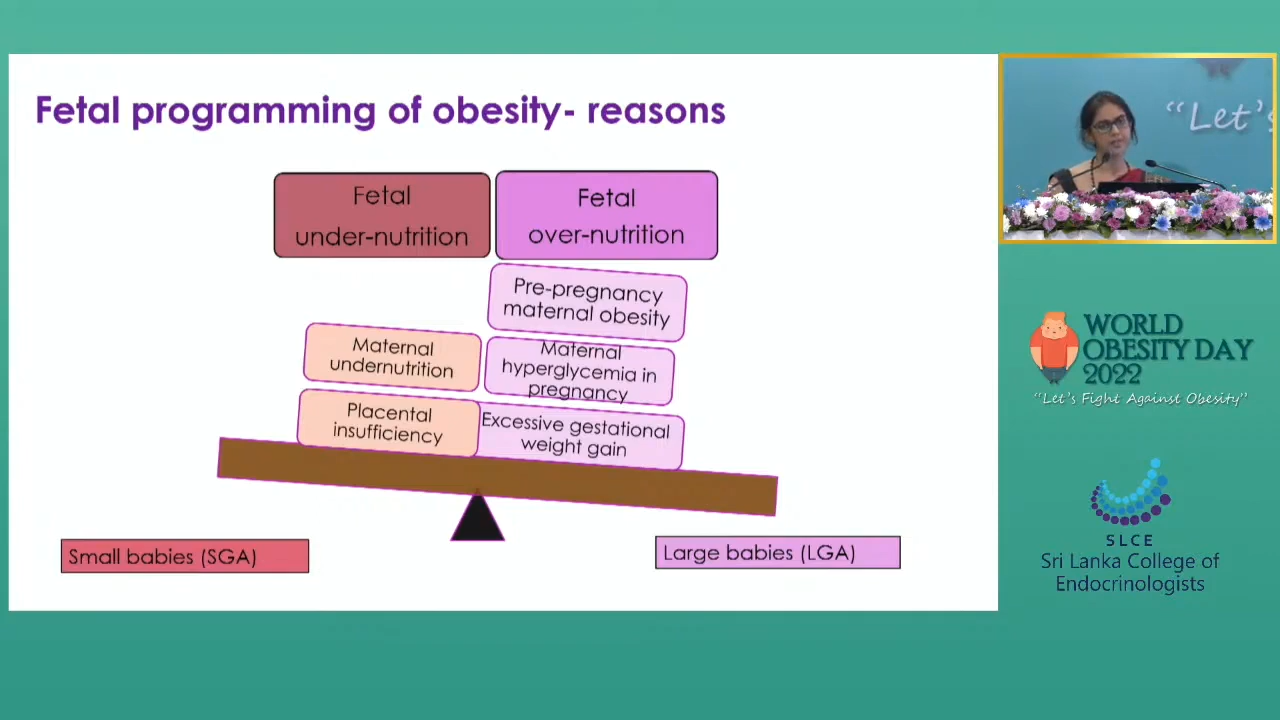 Fetal programming of obesity- reasons
Fetal
under-nutrition
Fetal
over-nutrition
Pre-pregnancy
maternal obesity
Maternal
undernutrition
Maternal
hyperglycemia in
pregnancy
Placental
insufficiency
Excessive gestational
weight gain
Small babies (SGA)
Large babies (LGA)
“Let’s
WORLD
OBESITY DAY
2022
“Let’s Fight Against Obesity”
SLCE
Sri Lanka College of
Endocrinologists